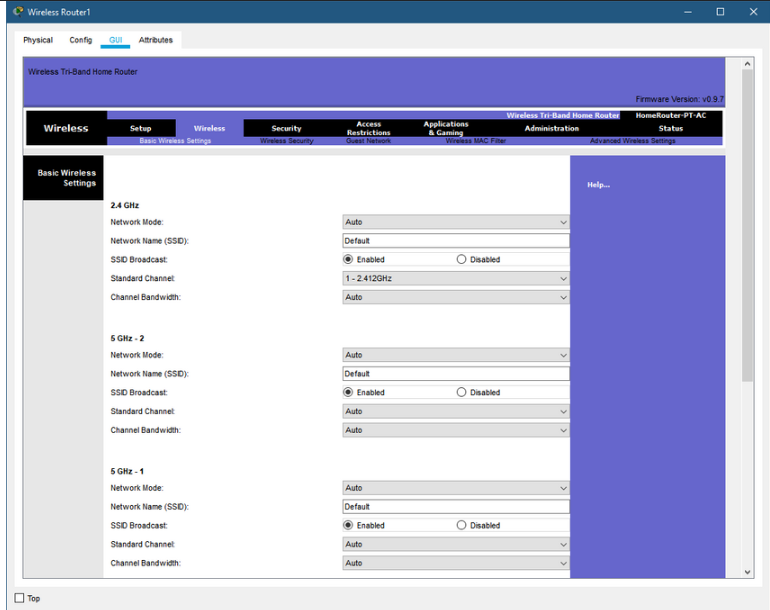 Wireless Router1
Physical Config GUI Attributes
Wireless Tri-Band Home Router
Firmware Version: v0.9.7
Wireless Tri-Band Home Router HomeRouter-PT-AC
Wireless Setup Wireless Security Access Restrictions Applications & Gaming Administration Status
Basic Wireless Settings Wireless Security Guest Network Wireless MAC Filter Advanced Wireless Settings
Basic Wireless
Settings
Help...
2.4 GHz
Network Mode: Auto
Network Name (SSID): Default
SSID Broadcast: Enabled Disabled
Standard Channel: 1 - 2.412GHz
Channel Bandwidth: Auto
5 GHz - 2
Network Mode: Auto
Network Name (SSID): Default
SSID Broadcast: Enabled Disabled
Standard Channel: Auto
Channel Bandwidth: Auto
5 GHz - 1
Network Mode: Auto
Network Name (SSID): Default
SSID Broadcast: Enabled Disabled
Standard Channel: Auto
Channel Bandwidth: Auto
Top